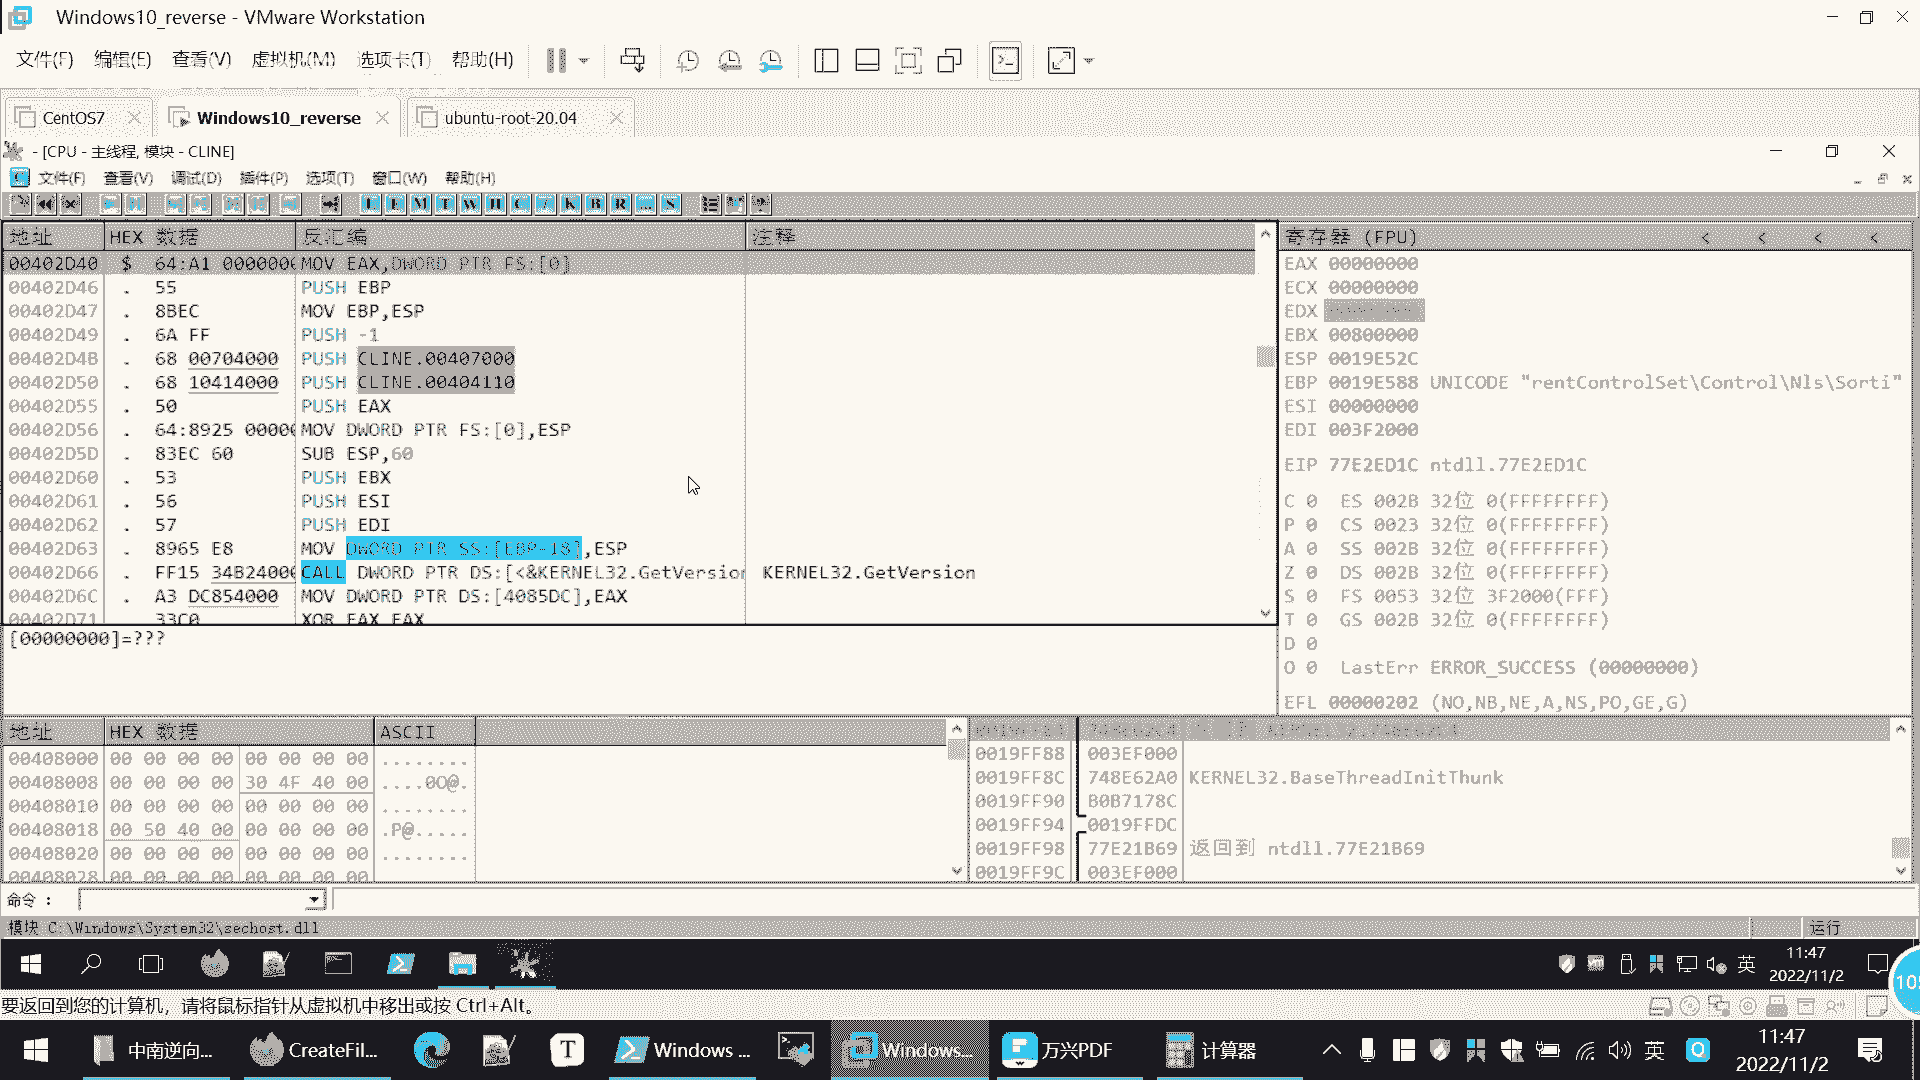 Windows10_reverse - VMware Workstation
文件(F) 编辑(E) 查看(V) 虚拟机(M) 选项卡(T) 帮助(H)
CentOS7 Windows10_reverse ubuntu-root-20.04
- [CPU - 主线程, 模块 - CLINE]
文件(F) 查看(V) 调试(D) 插件(P) 选项(T) 窗口(W) 帮助(H)
L E M T W H C / K B R ... S
地址 HEX 数据 反汇编 注释
00402D40 $ 64:A1 0000000 MOV EAX,DWORD PTR FS:[0]
00402D46 . 55 PUSH EBP
00402D47 . 8BEC MOV EBP,ESP
00402D49 . 6A FF PUSH -1
00402D4B . 68 00704000 PUSH CLINE.00407000
00402D50 . 68 10414000 PUSH CLINE.00404110
00402D55 . 50 PUSH EAX
00402D56 . 64:8925 00000 MOV DWORD PTR FS:[0],ESP
00402D5D . 83EC 60 SUB ESP,60
00402D60 . 53 PUSH EBX
00402D61 . 56 PUSH ESI
00402D62 . 57 PUSH EDI
00402D63 . 8965 E8 MOV DWORD PTR SS:[EBP-18],ESP
00402D66 . FF15 34B24000 CALL DWORD PTR DS:[<&KERNEL32.GetVersion KERNEL32.GetVersion
00402D6C . A3 DC854000 MOV DWORD PTR DS:[4085DC],EAX
00402D71 . 33C0 XOR EAX,EAX
[00000000]=???
寄存器 (FPU) < < < <
EAX 00000000
ECX 00000000
EDX
EBX 00800000
ESP 0019E52C
EBP 0019E588 UNICODE "rentControlSet\Control\Nls\Sorti"
ESI 00000000
EDI 003F2000
EIP 77E2ED1C ntdll.77E2ED1C
C 0 ES 002B 32位 0(FFFFFFFF)
P 0 CS 0023 32位 0(FFFFFFFF)
A 0 SS 002B 32位 0(FFFFFFFF)
Z 0 DS 002B 32位 0(FFFFFFFF)
S 0 FS 0053 32位 3F2000(FFF)
T 0 GS 002B 32位 0(FFFFFFFF)
D 0
O 0 LastErr ERROR_SUCCESS (00000000)
EFL 00000202 (NO,NB,NE,A,NS,PO,GE,G)
地址 HEX 数据 ASCII
00408000 00 00 00 00 00 00 00 00 ........
00408008 00 00 00 00 30 4F 40 00 ....0O@.
00408010 00 00 00 00 00 00 00 00 ........
00408018 00 50 40 00 00 00 00 00 .P@.....
00408020 00 00 00 00 00 00 00 00 ........
00408028 00 00 00 00 00 00 00 00
0019FF88 003EF000
0019FF8C 748E62A0 KERNEL32.BaseThreadInitThunk
0019FF90 B0B7178C
0019FF94 0019FFDC
0019FF98 77E21B69 返回到 ntdll.77E21B69
0019FF9C 003EF000
命令 :
模块 C:\Windows\System32\sechost.dll 运行
英 11:47
2022/11/2
10
要返回到您的计算机，请将鼠标指针从虚拟机中移出或按 Ctrl+Alt。
中南逆向... CreateFil... T Windows ... Windows... 万兴PDF 计算器 英 11:47
2022/11/2